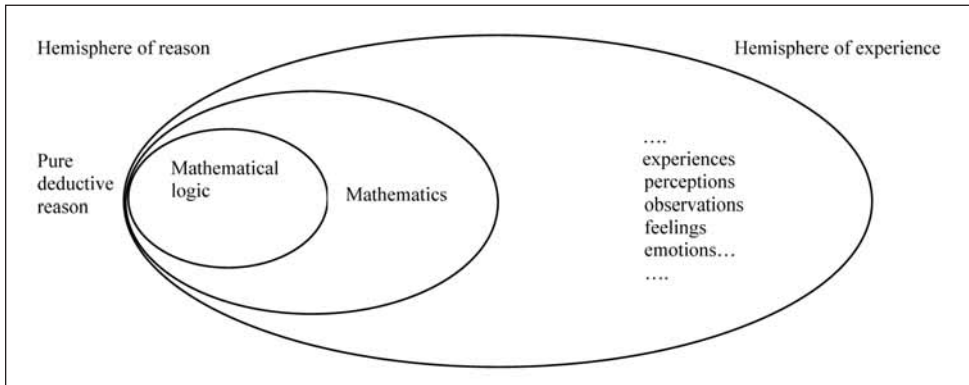 Hemisphere of reason
Hemisphere of experience
Pure
deductive
reason
Mathematical
logic
Mathematics
....
experiences
perceptions
observations
feelings
emotions…
....